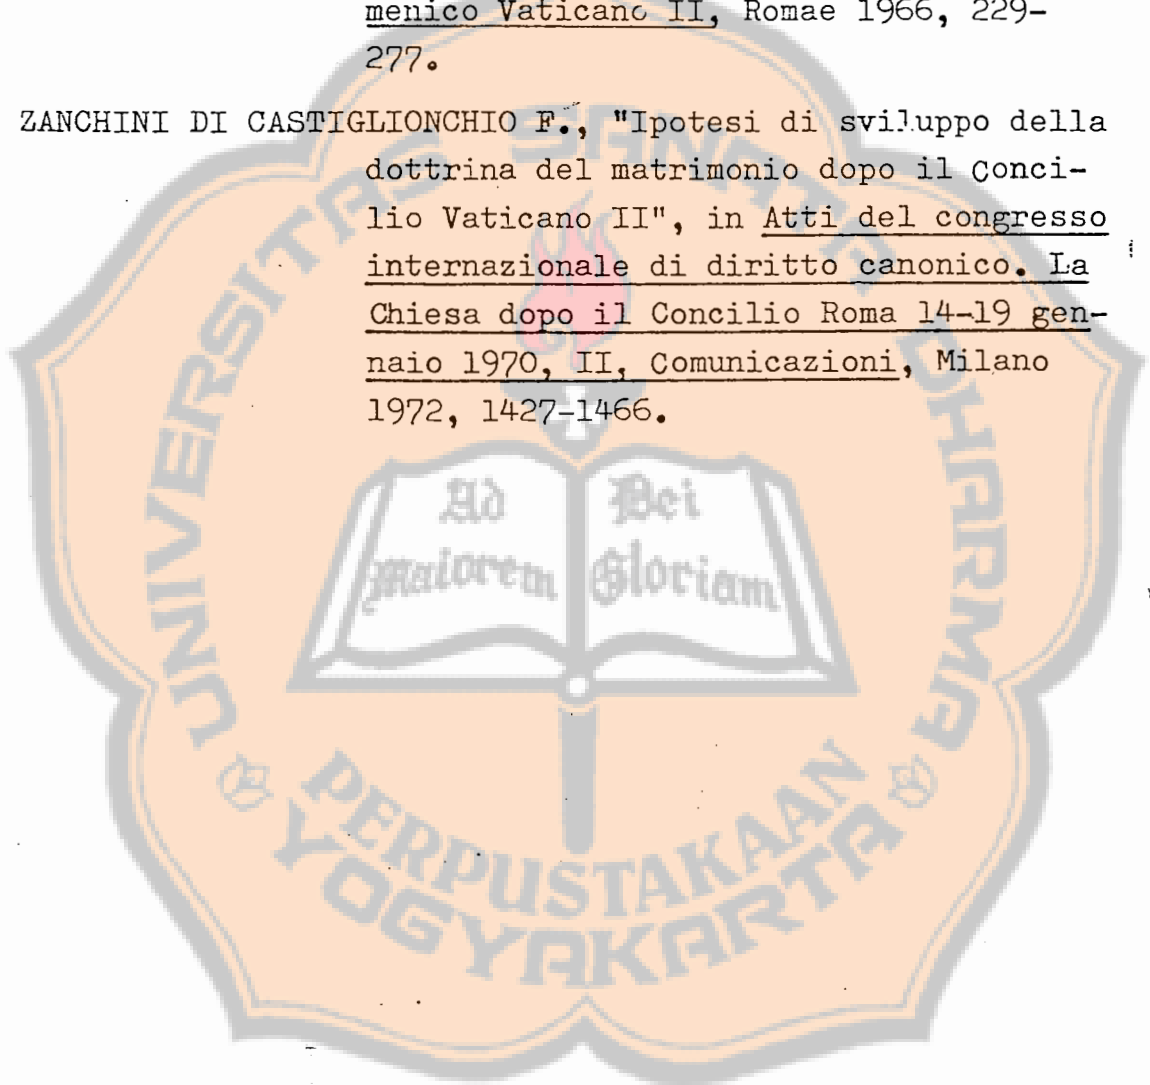 menico Vaticano II, Romae 1966, 229-
277.
ZANCHINI DI CASTIGLIONCHIO F., "Ipotesi di sviluppo della
dottrina del matrimonio dopo il Conci-
lio Vaticano II", in Atti del congresso
internazionale di diritto canonico. La
Chiesa dopo il Concilio Roma 14-19 gen-
naio 1970, II, Comunicazioni, Milano
1972, 1427-1466.
UNIVERSITAS SANATA DHARMA
Ad
maiorem
Dei
Gloriam
PERPUSTAKAAN
YOGYAKARTA